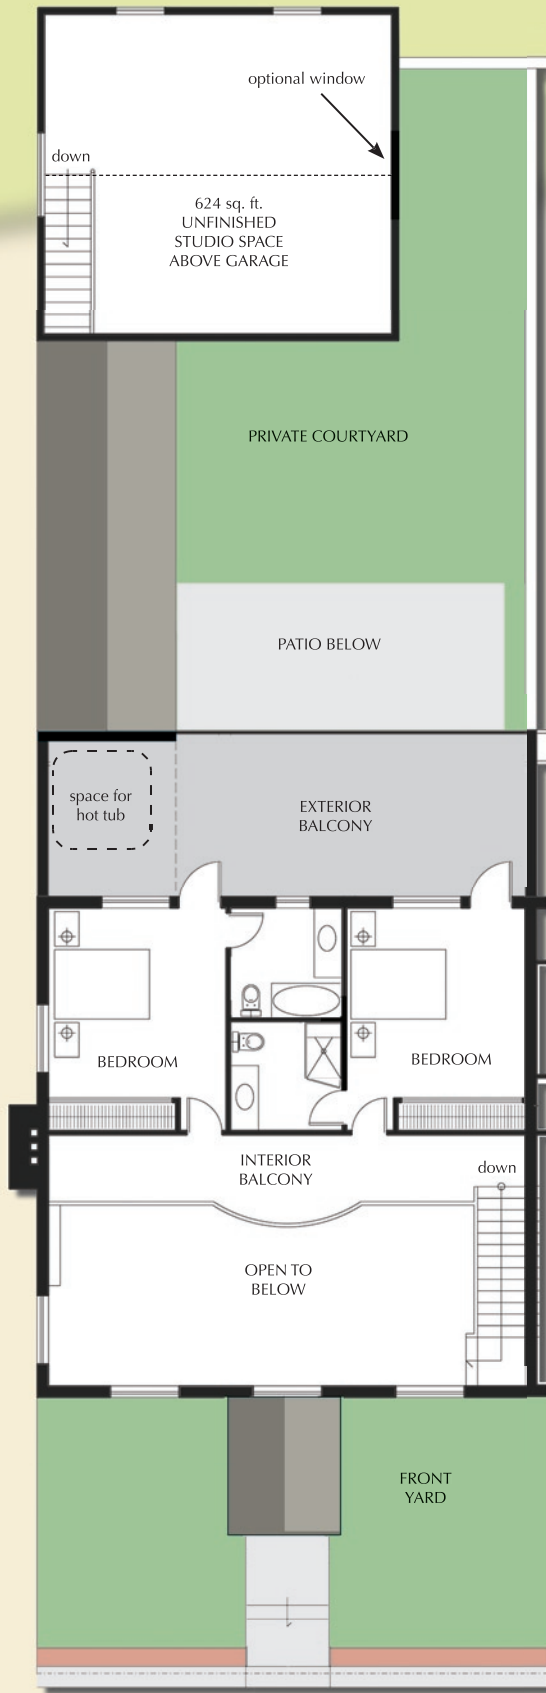 optional window
down
624 sq. ft.
UNFINISHED
STUDIO SPACE
ABOVE GARAGE
PRIVATE COURTYARD
PATIO BELOW
space for
hot tub
EXTERIOR
BALCONY
BEDROOM
BEDROOM
INTERIOR
BALCONY
down
OPEN TO
BELOW
FRONT
YARD